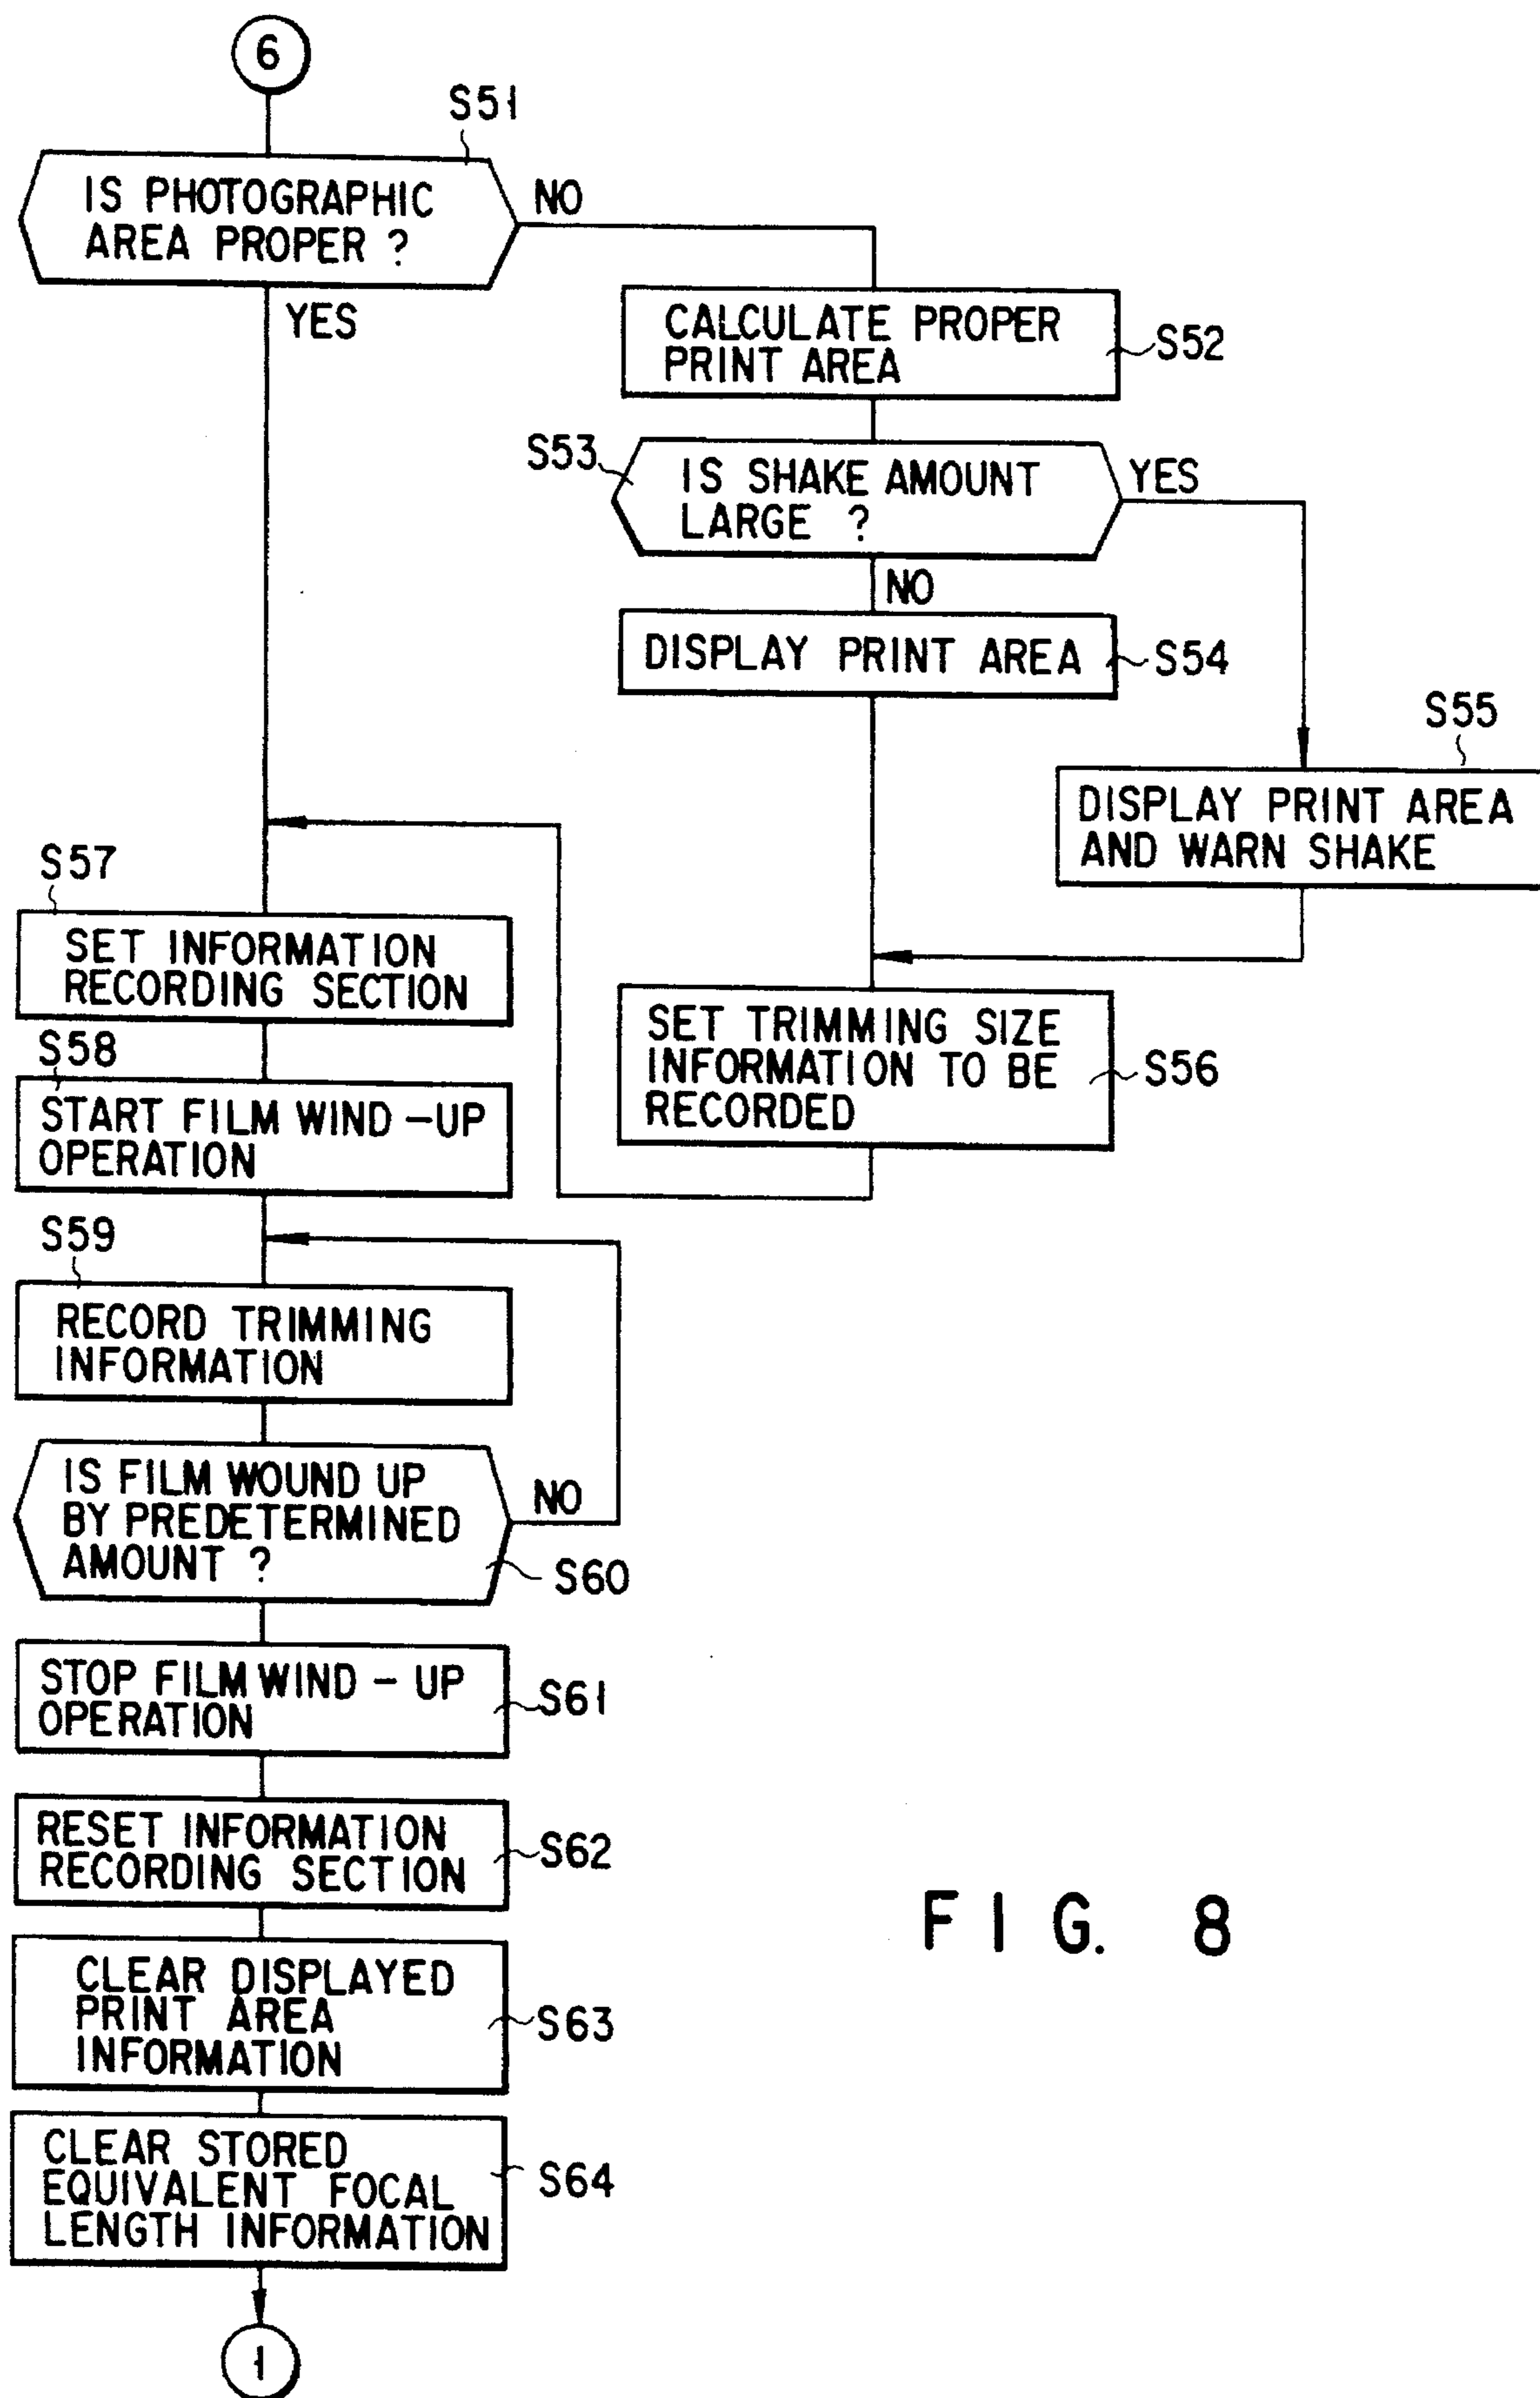 6
S51
IS PHOTOGRAPHIC
AREA PROPER ?
NO
YES
CALCULATE PROPER
PRINT AREA
S52
S53
IS SHAKE AMOUNT
LARGE ?
YES
NO
DISPLAY PRINT AREA
S54
S55
DISPLAY PRINT AREA
AND WARN SHAKE
SET TRIMMING SIZE
INFORMATION TO BE
RECORDED
S56
S57
SET INFORMATION
RECORDING SECTION
S58
START FILM WIND-UP
OPERATION
S59
RECORD TRIMMING
INFORMATION
IS FILM WOUND UP
BY PREDETERMINED
AMOUNT ?
NO
S60
STOP FILM WIND-UP
OPERATION
S61
RESET INFORMATION
RECORDING SECTION
S62
CLEAR DISPLAYED
PRINT AREA
INFORMATION
S63
CLEAR STORED
EQUIVALENT FOCAL
LENGTH INFORMATION
S64
1
FIG. 8